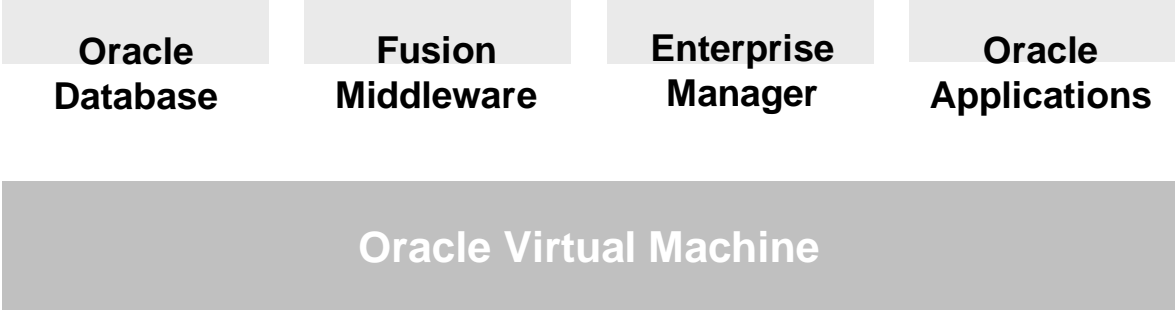 Oracle
Database
Fusion
Middleware
Enterprise
Manager
Oracle
Applications
Oracle Virtual Machine